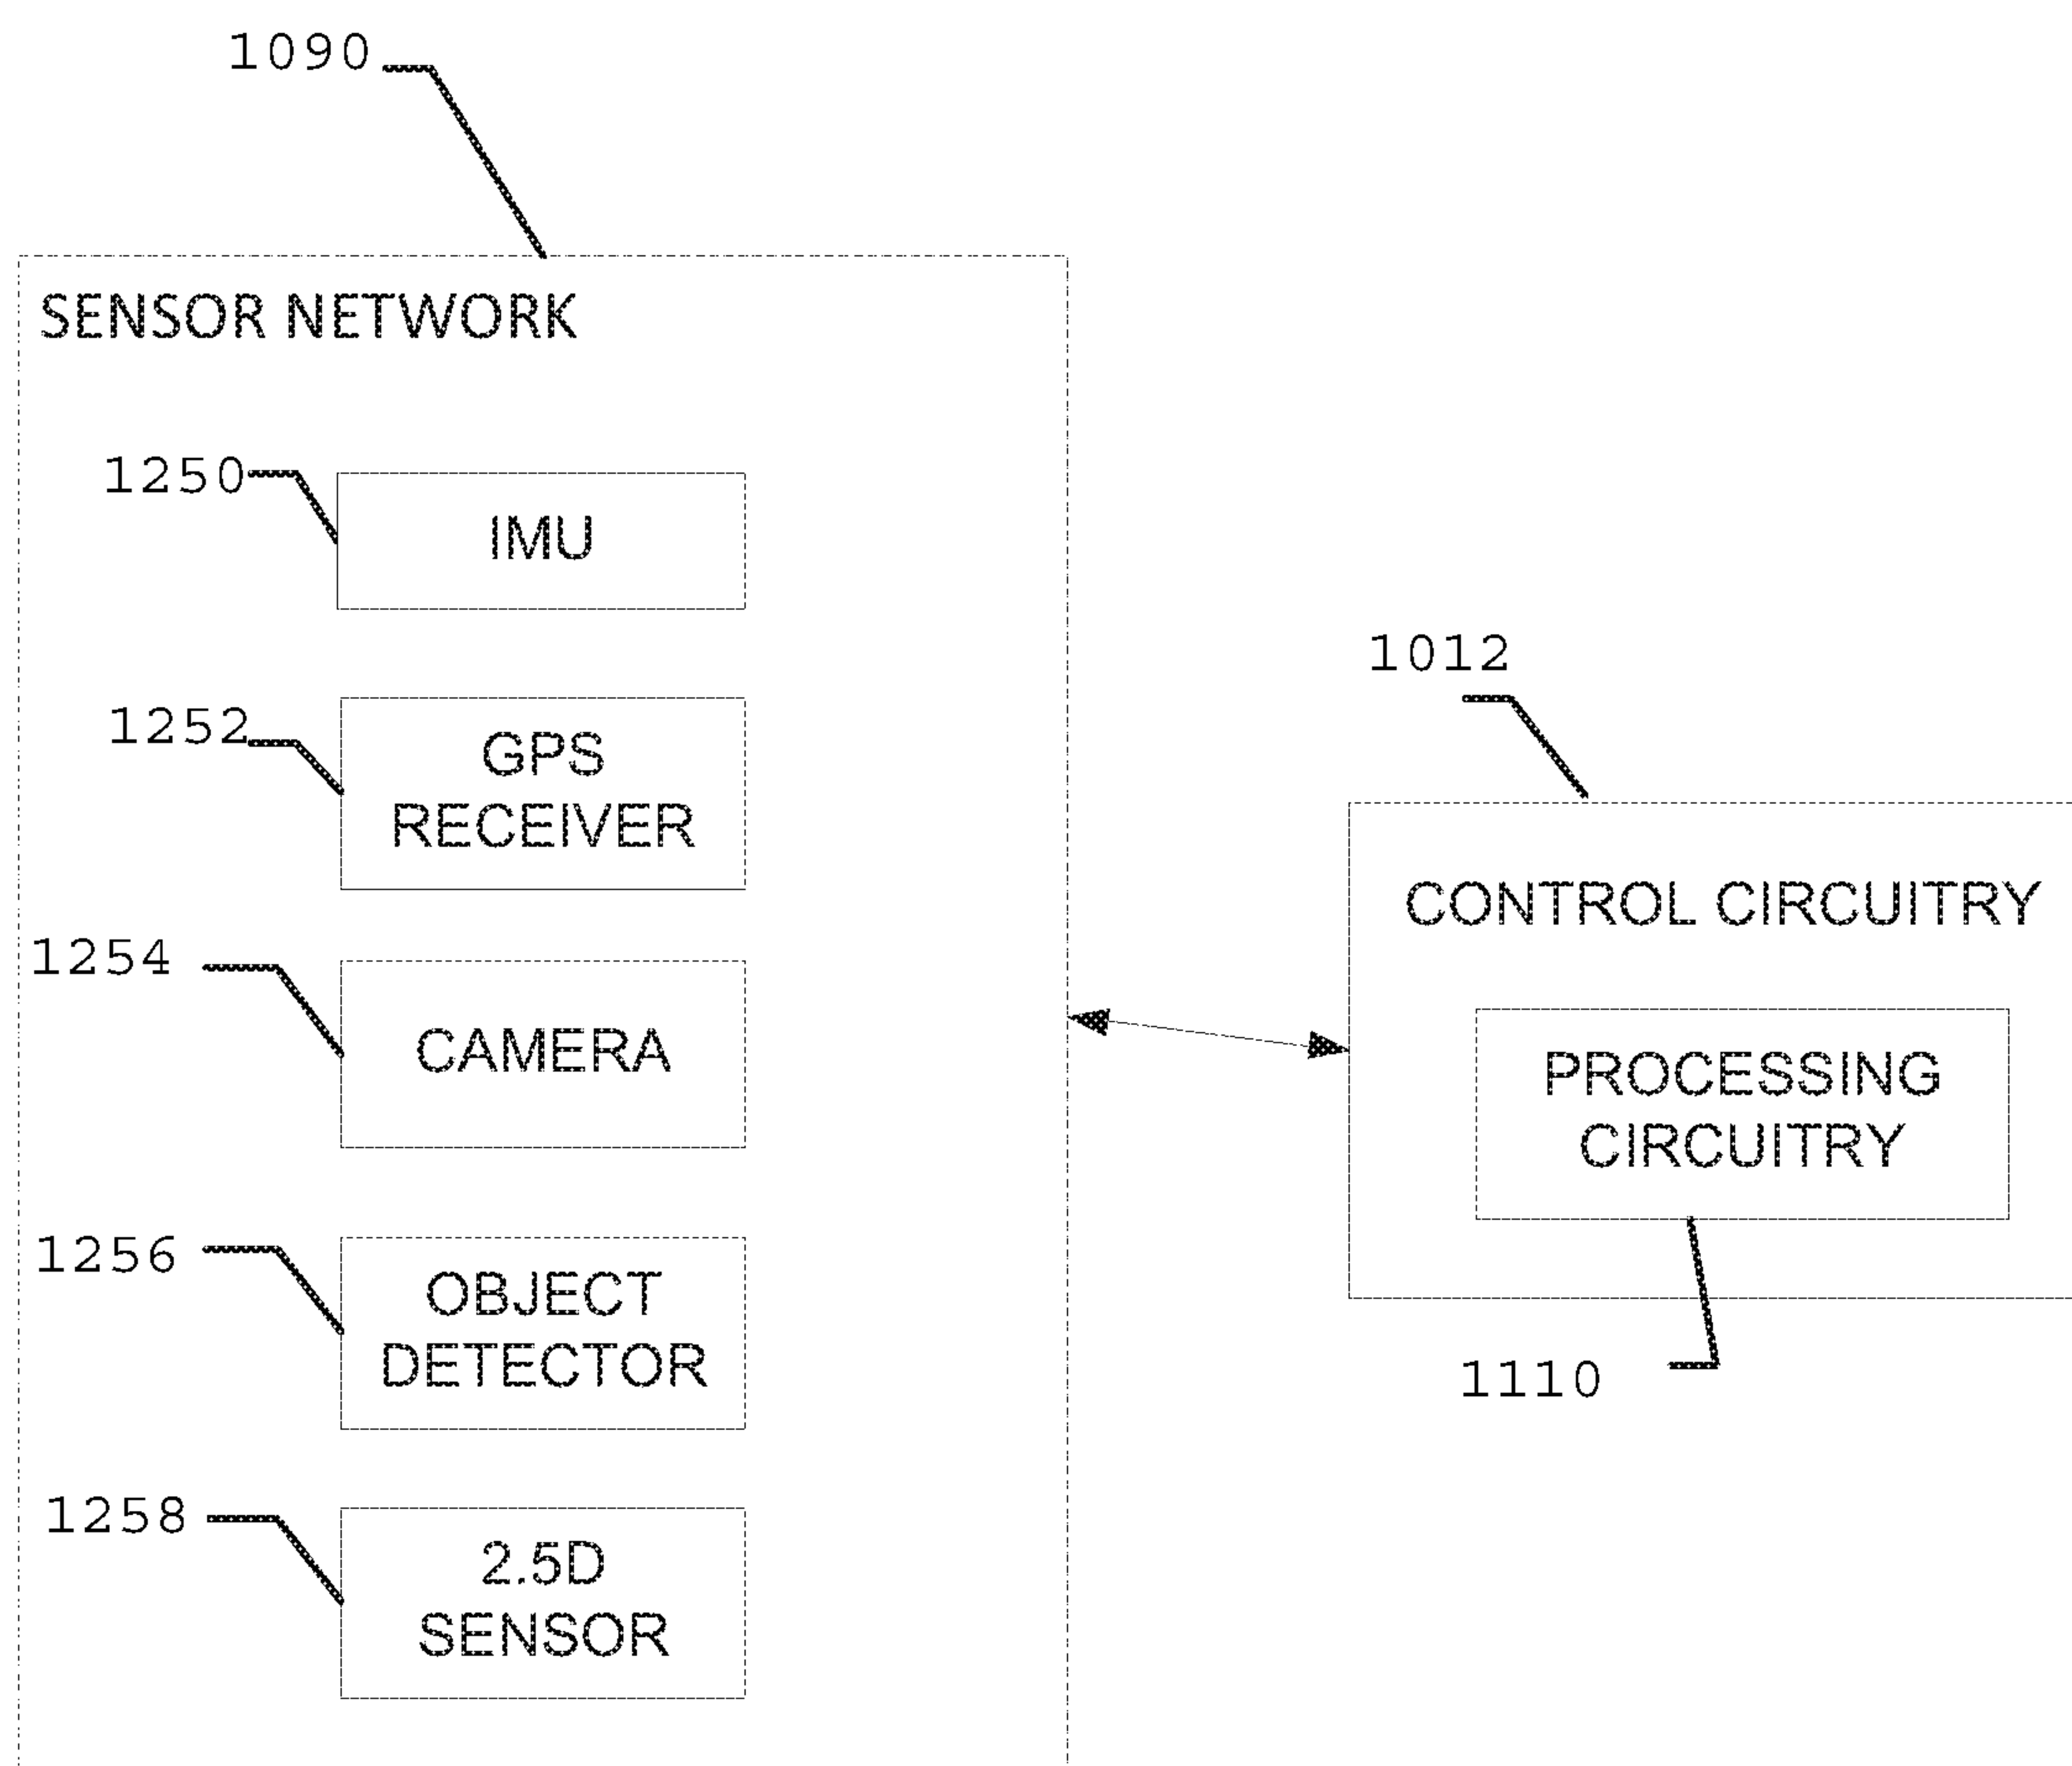 1090
SENSOR NETWORK
1250
IMU
1252
GPS
RECEIVER
1254
CAMERA
1256
OBJECT
DETECTOR
1258
2.5D
SENSOR
1012
CONTROL CIRCUITRY
PROCESSING
CIRCUITRY
1110